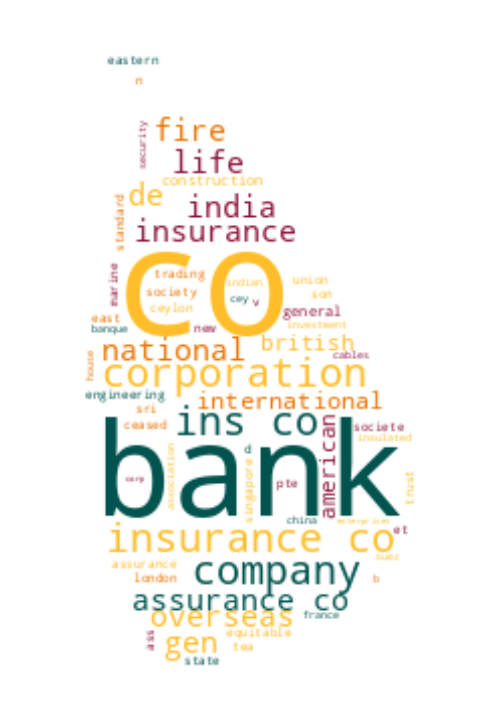 eastern
n
fire
security
life
construction
de
india
standard
insurance
co
trading
marine
indian
union
society
cey
v
son
ceylon
general
east
banque
new
investment
british
national
cables
house
corporation
engineering
international
sri
ins co
american
ceased
societe
insulated
bank
association
d
singapore
corp
pte
trust
china
enterprises
et
insurance co
suez
assurance
company
london
b
assurance co
overseas
france
ass
gen
equitable
tea
state